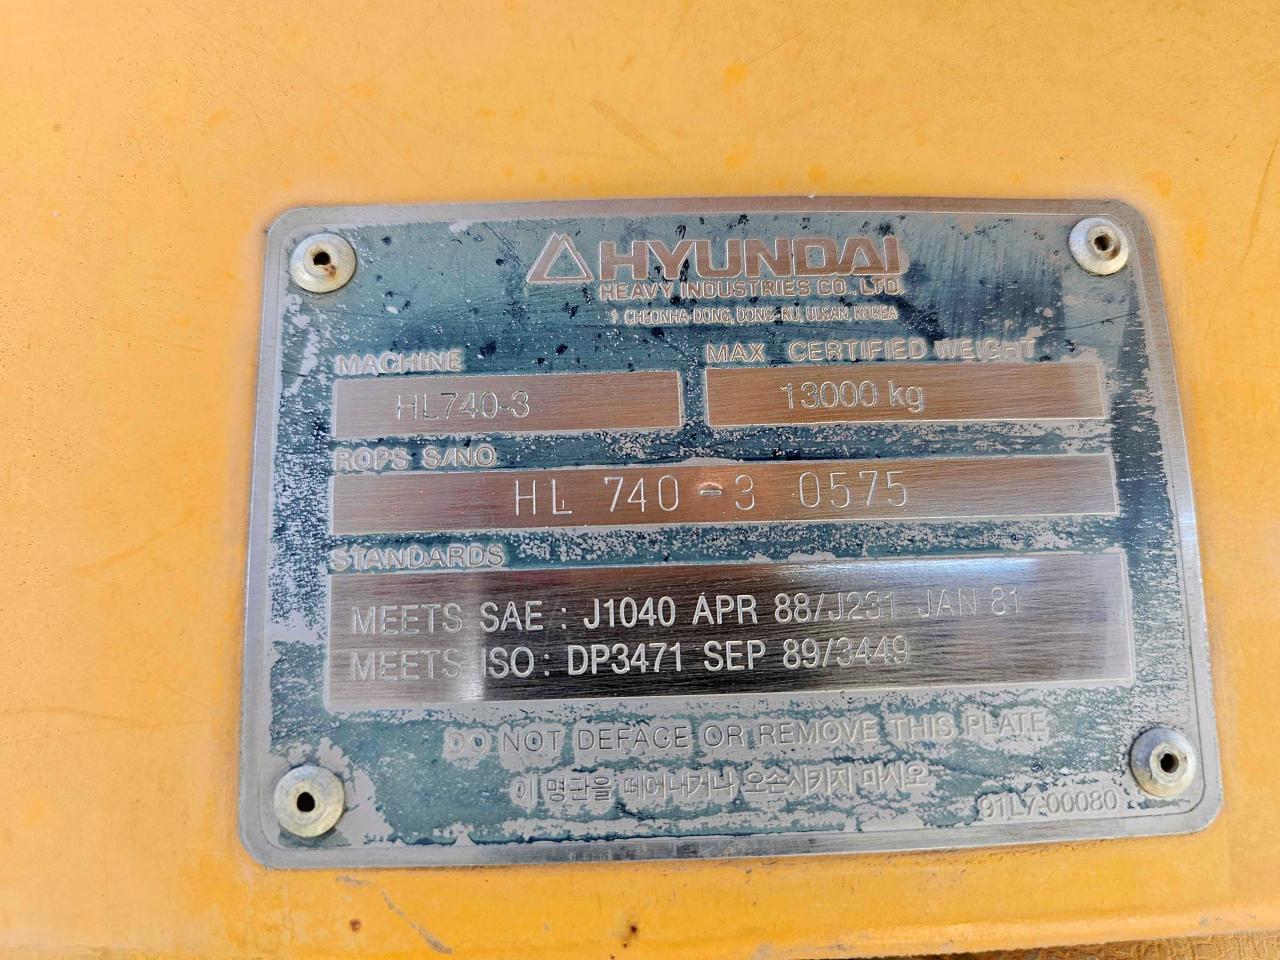 HYUNDAI
HEAVY INDUSTRIES CO., LTD.
1, CHEONHA-DONG, DONG-KU, ULSAN, KOREA
MACHINE
MAX CERTIFIED WEIGHT
HL740-3
13000 kg
ROPS S/NO
HL 740-3 0575
STANDARDS
MEETS SAE : J1040 APR 88/J231 JAN 81
MEETS ISO : DP3471 SEP 89/3449
DO NOT DEFACE OR REMOVE THIS PLATE
이 명판을 떼어내거나 오손시키지 마시오
91L7-00080